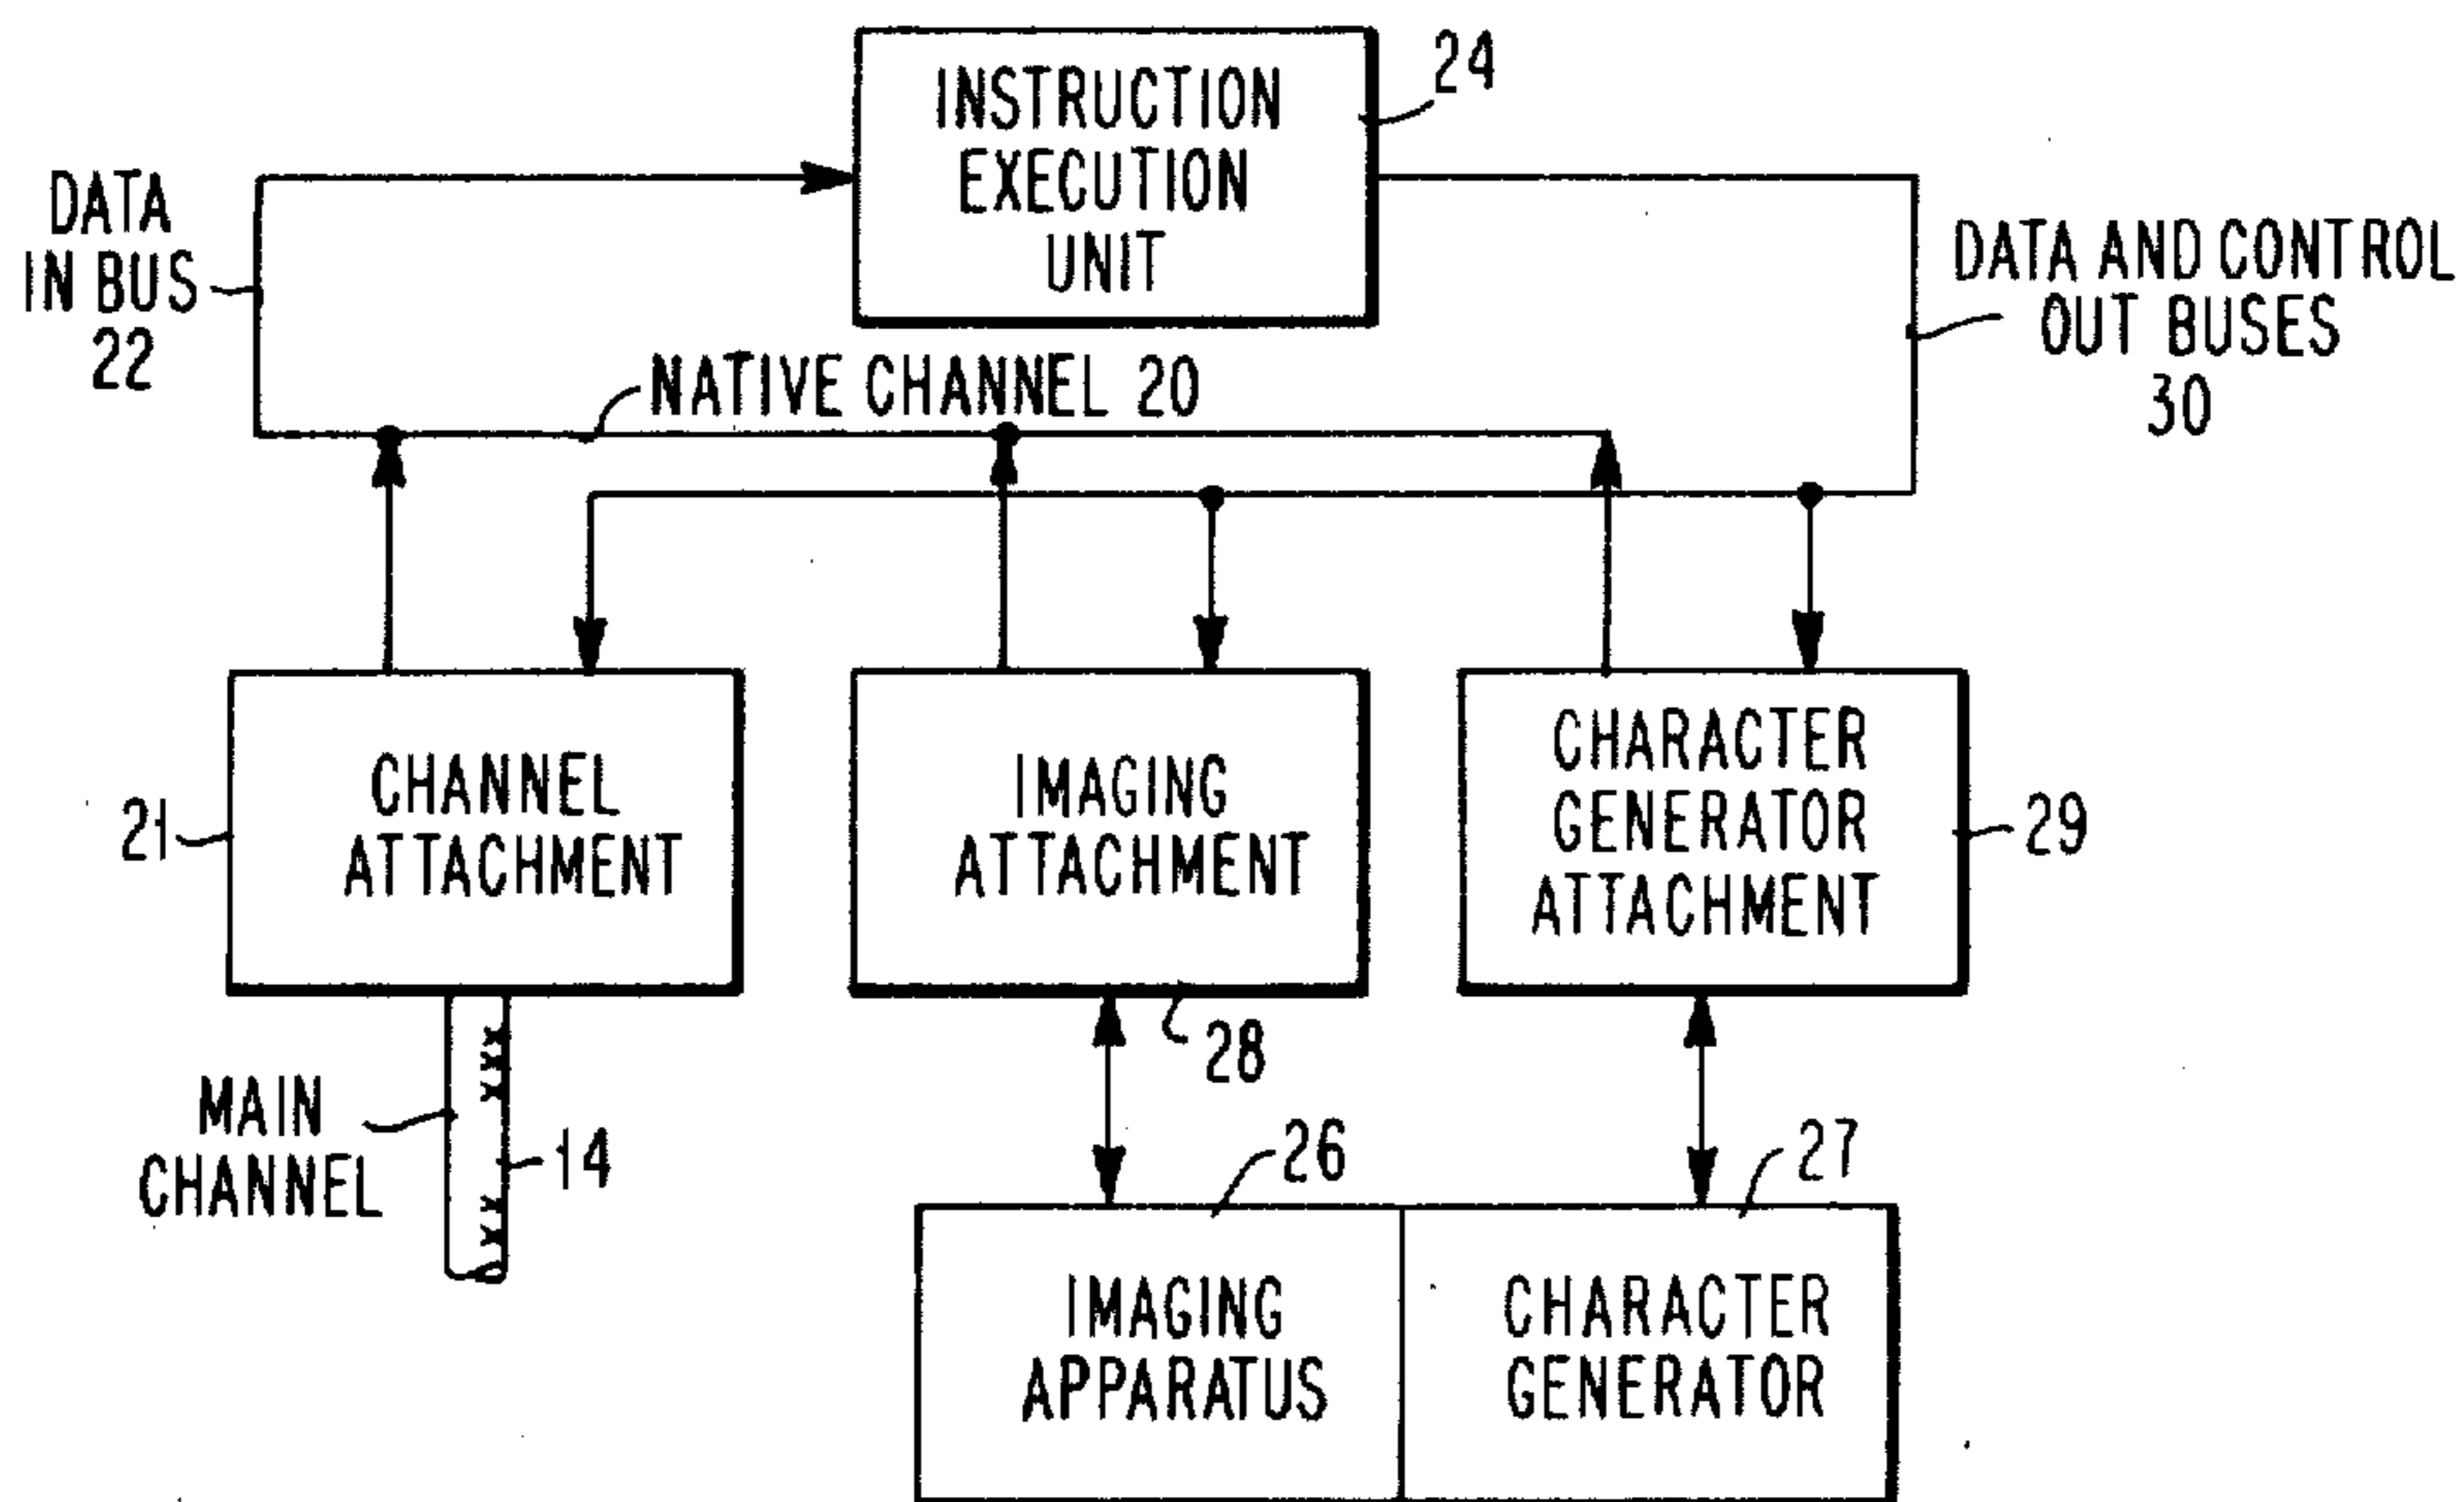 INSTRUCTION
EXECUTION
UNIT
24
DATA
IN BUS
22
DATA AND CONTROL
OUT BUSES
30
NATIVE CHANNEL 20
CHANNEL
ATTACHMENT
21
IMAGING
ATTACHMENT
28
CHARACTER
GENERATOR
ATTACHMENT
29
MAIN
CHANNEL
14
26
27
IMAGING
APPARATUS
CHARACTER
GENERATOR